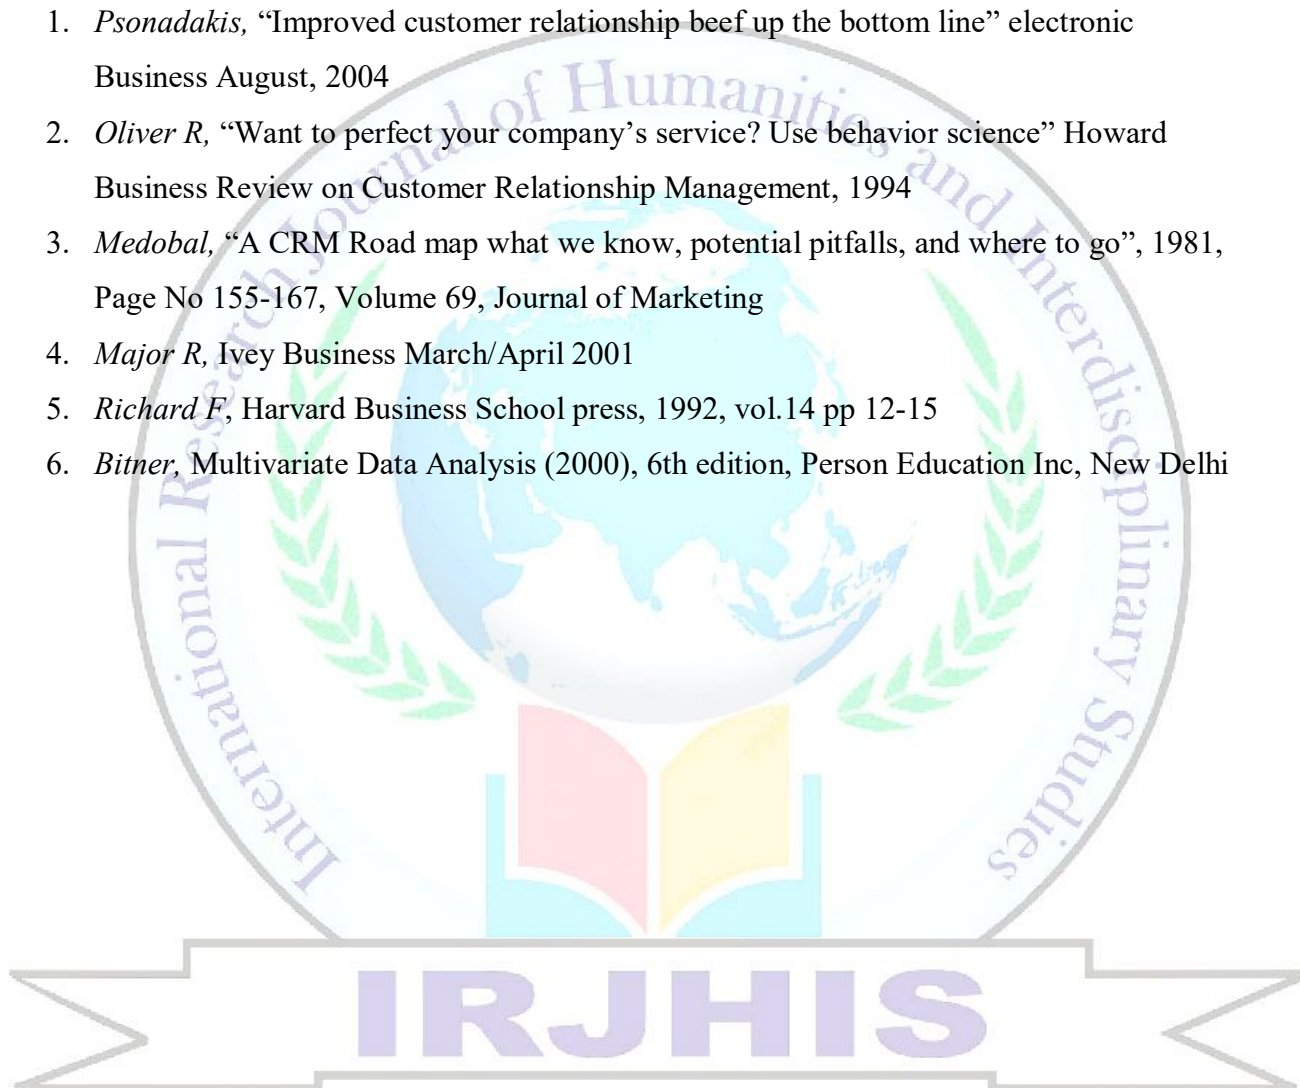 1. Psonadakis, “Improved customer relationship beef up the bottom line” electronic
Business August, 2004
2. Oliver R, “Want to perfect your company’s service? Use behavior science” Howard
Business Review on Customer Relationship Management, 1994
3. Medobal, “A CRM Road map what we know, potential pitfalls, and where to go”, 1981,
Page No 155-167, Volume 69, Journal of Marketing
4. Major R, Ivey Business March/April 2001
5. Richard F, Harvard Business School press, 1992, vol.14 pp 12-15
6. Bitner, Multivariate Data Analysis (2000), 6th edition, Person Education Inc, New Delhi
International Research Journal of Humanities and Interdisciplinary Studies
IRJHIS